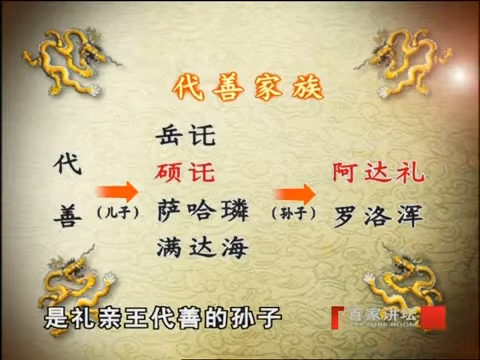 代善家族
代善
（儿子）
岳讬
硕讬
萨哈璘
满达海
（孙子）
阿达礼
罗洛浑
是礼亲王代善的孙子
百家讲坛
LECTURE ROOM